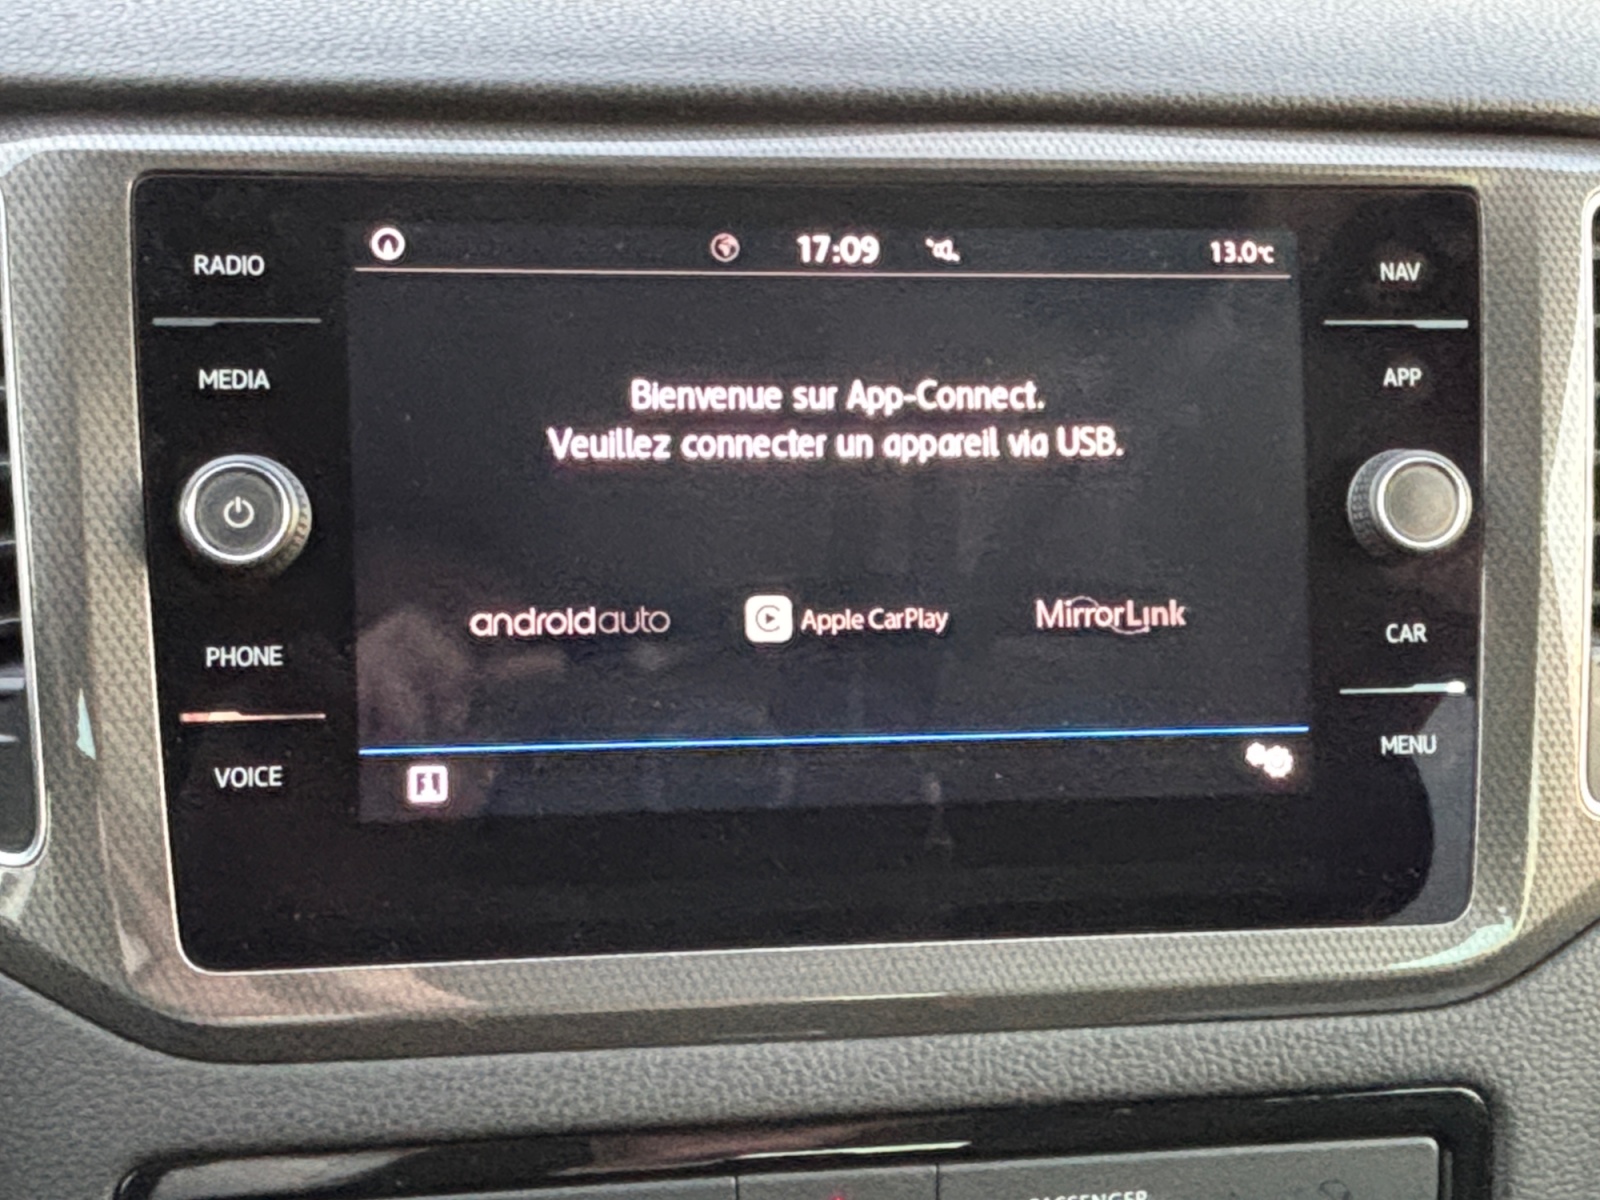 RADIO
MEDIA
PHONE
VOICE
17:09
13.0°C
Bienvenue sur App-Connect.
Veuillez connecter un appareil via USB.
androidauto
Apple CarPlay
MirrorLink
i
NAV
APP
CAR
MENU
PASSENGER